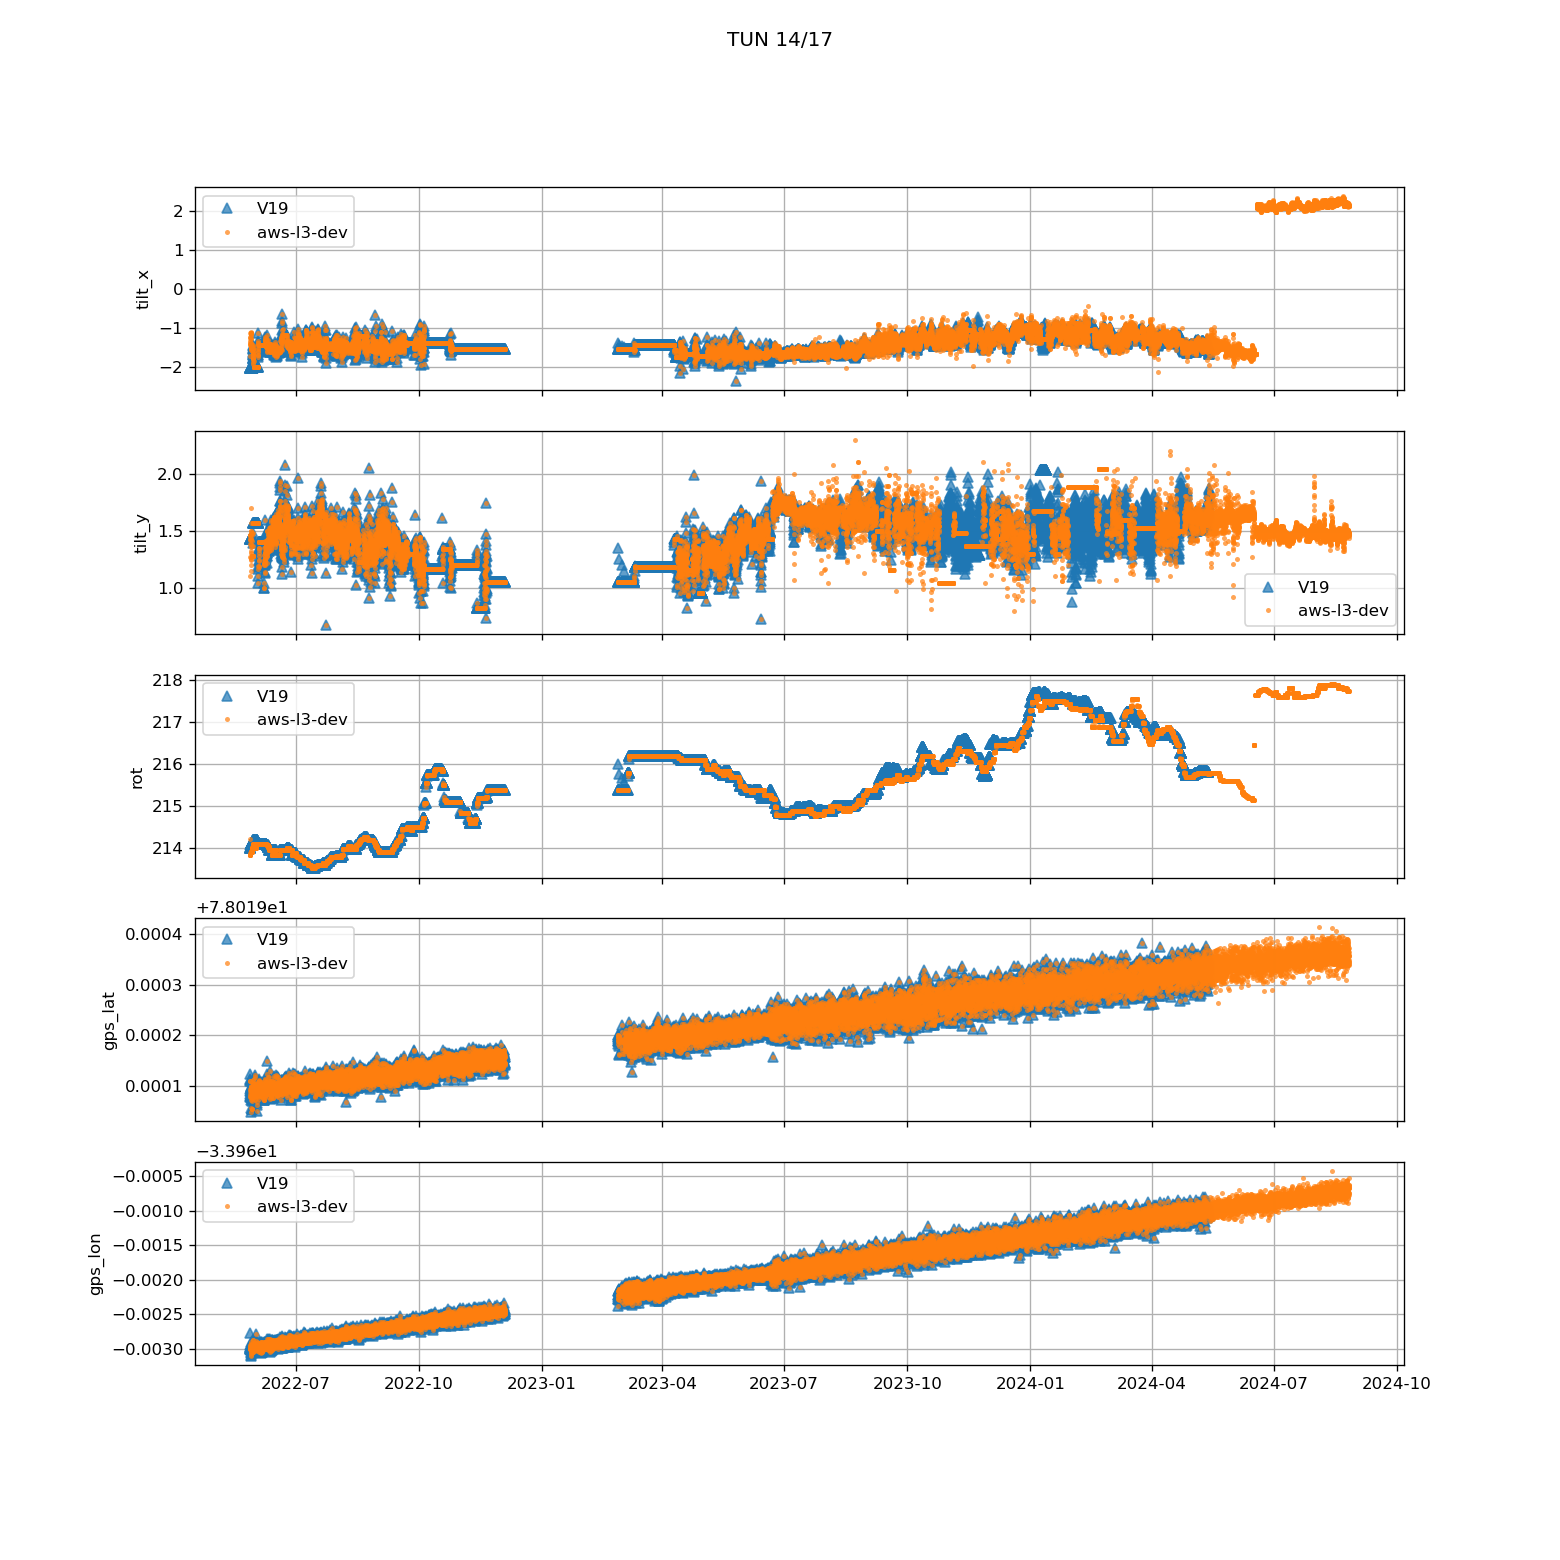 TUN 14/17
tilt_x
2
1
0
−1
−2
V19
aws-l3-dev
tilt_y
2.0
1.5
1.0
V19
aws-l3-dev
rot
218
217
216
215
214
V19
aws-l3-dev
+7.8019e1
gps_lat
0.0004
0.0003
0.0002
0.0001
V19
aws-l3-dev
−3.396e1
gps_lon
−0.0005
−0.0010
−0.0015
−0.0020
−0.0025
−0.0030
V19
aws-l3-dev
2022-07 2022-10 2023-01 2023-04 2023-07 2023-10 2024-01 2024-04 2024-07 2024-10